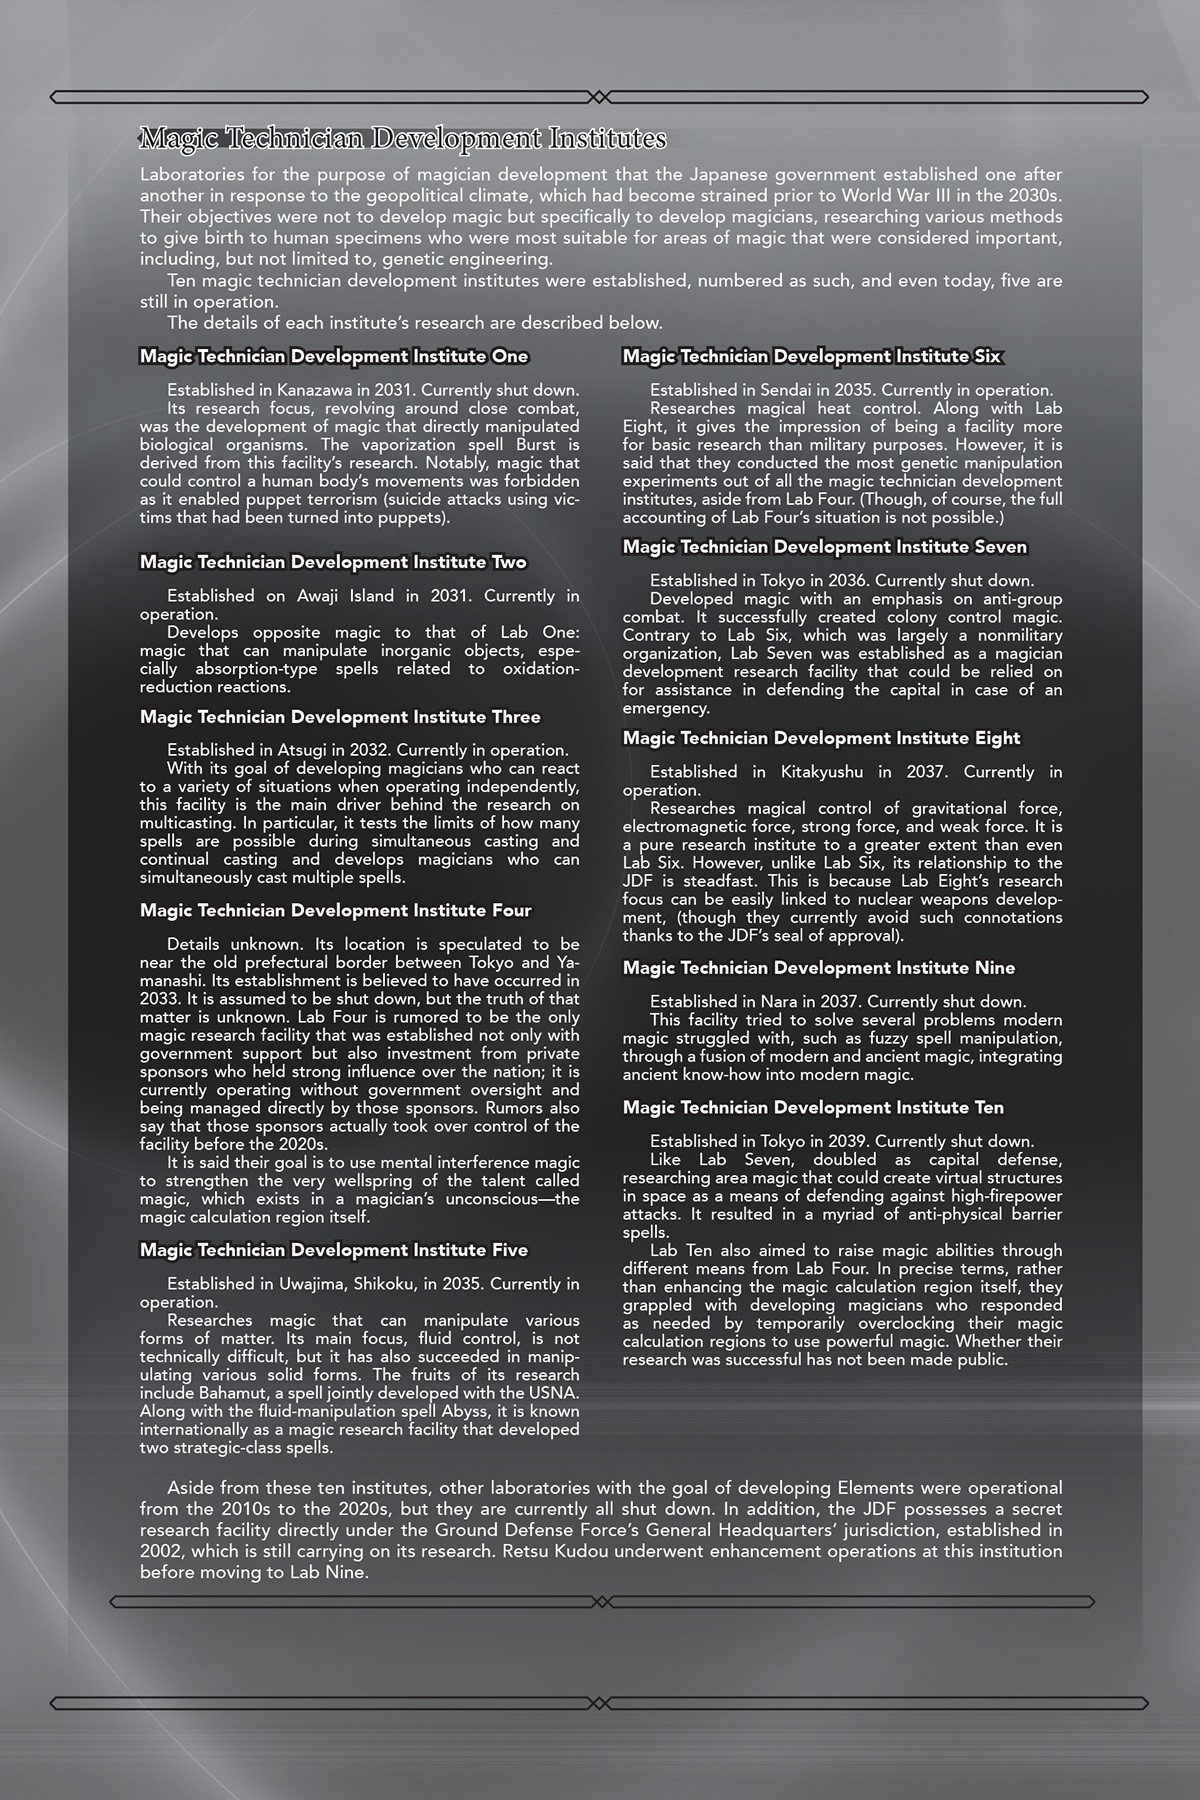 Magic Technician Development Institutes
Laboratories for the purpose of magician development that the Japanese government established one after
another in response to the geopolitical climate, which had become strained prior to World War III in the 2030s.
Their objectives were not to develop magic but specifically to develop magicians, researching various methods
to give birth to human specimens who were most suitable for areas of magic that were considered important,
including, but not limited to, genetic engineering.
Ten magic technician development institutes were established, numbered as such, and even today, five are
still in operation.
The details of each institute's research are described below.
Magic Technician Development Institute One
Established in Kanazawa in 2031. Currently shut down.
Its research focus, revolving around close combat,
was the development of magic that directly manipulated
biological organisms. The vaporization spell Burst is
derived from this facility's research. Notably, magic that
could control a human body's movements was forbidden
as it enabled puppet terrorism (suicide attacks using vic-
tims that had been turned into puppets).
Magic Technician Development Institute Two
Established on Awaji Island in 2031. Currently in
operation.
Develops opposite magic to that of Lab One:
magic that can manipulate inorganic objects, espe-
cially absorption-type spells related to oxidation-
reduction reactions.
Magic Technician Development Institute Three
Established in Atsugi in 2032. Currently in operation.
With its goal of developing magicians who can react
to a variety of situations when operating independently,
this facility is the main driver behind the research on
multicasting. In particular, it tests the limits of how many
spells are possible during simultaneous casting and
continual casting and develops magicians who can
simultaneously cast multiple spells.
Magic Technician Development Institute Four
Details unknown. Its location is speculated to be
near the old prefectural border between Tokyo and Ya-
manashi. Its establishment is believed to have occurred in
2033. It is assumed to be shut down, but the truth of that
matter is unknown. Lab Four is rumored to be the only
magic research facility that was established not only with
government support but also investment from private
sponsors who held strong influence over the nation; it is
currently operating without government oversight and
being managed directly by those sponsors. Rumors also
say that those sponsors actually took over control of the
facility before the 2020s.
It is said their goal is to use mental interference magic
to strengthen the very wellspring of the talent called
magic, which exists in a magician's unconscious—the
magic calculation region itself.
Magic Technician Development Institute Five
Established in Uwajima, Shikoku, in 2035. Currently in
operation.
Researches magic that can manipulate various
forms of matter. Its main focus, fluid control, is not
technically difficult, but it has also succeeded in manip-
ulating various solid forms. The fruits of its research
include Bahamut, a spell jointly developed with the USNA.
Along with the fluid-manipulation spell Abyss, it is known
internationally as a magic research facility that developed
two strategic-class spells.
Magic Technician Development Institute Six
Established in Sendai in 2035. Currently in operation.
Researches magical heat control. Along with Lab
Eight, it gives the impression of being a facility more
for basic research than military purposes. However, it is
said that they conducted the most genetic manipulation
experiments out of all the magic technician development
institutes, aside from Lab Four. (Though, of course, the full
accounting of Lab Four's situation is not possible.)
Magic Technician Development Institute Seven
Established in Tokyo in 2036. Currently shut down.
Developed magic with an emphasis on anti-group
combat. It successfully created colony control magic.
Contrary to Lab Six, which was largely a nonmilitary
organization, Lab Seven was established as a magician
development research facility that could be relied on
for assistance in defending the capital in case of an
emergency.
Magic Technician Development Institute Eight
Established in Kitakyushu in 2037. Currently in
operation.
Researches magical control of gravitational force,
electromagnetic force, strong force, and weak force. It is
a pure research institute to a greater extent than even
Lab Six. However, unlike Lab Six, its relationship to the
JDF is steadfast. This is because Lab Eight's research
focus can be easily linked to nuclear weapons develop-
ment, (though they currently avoid such connotations
thanks to the JDF's seal of approval).
Magic Technician Development Institute Nine
Established in Nara in 2037. Currently shut down.
This facility tried to solve several problems modern
magic struggled with, such as fuzzy spell manipulation,
through a fusion of modern and ancient magic, integrating
ancient know-how into modern magic.
Magic Technician Development Institute Ten
Established in Tokyo in 2039. Currently shut down.
Like Lab Seven, doubled as capital defense,
researching area magic that could create virtual structures
in space as a means of defending against high-firepower
attacks. It resulted in a myriad of anti-physical barrier
spells.
Lab Ten also aimed to raise magic abilities through
different means from Lab Four. In precise terms, rather
than enhancing the magic calculation region itself, they
grappled with developing magicians who responded
as needed by temporarily overclocking their magic
calculation regions to use powerful magic. Whether their
research was successful has not been made public.
Aside from these ten institutes, other laboratories with the goal of developing Elements were operational
from the 2010s to the 2020s, but they are currently all shut down. In addition, the JDF possesses a secret
research facility directly under the Ground Defense Force's General Headquarters' jurisdiction, established in
2002, which is still carrying on its research. Retsu Kudou underwent enhancement operations at this institution
before moving to Lab Nine.